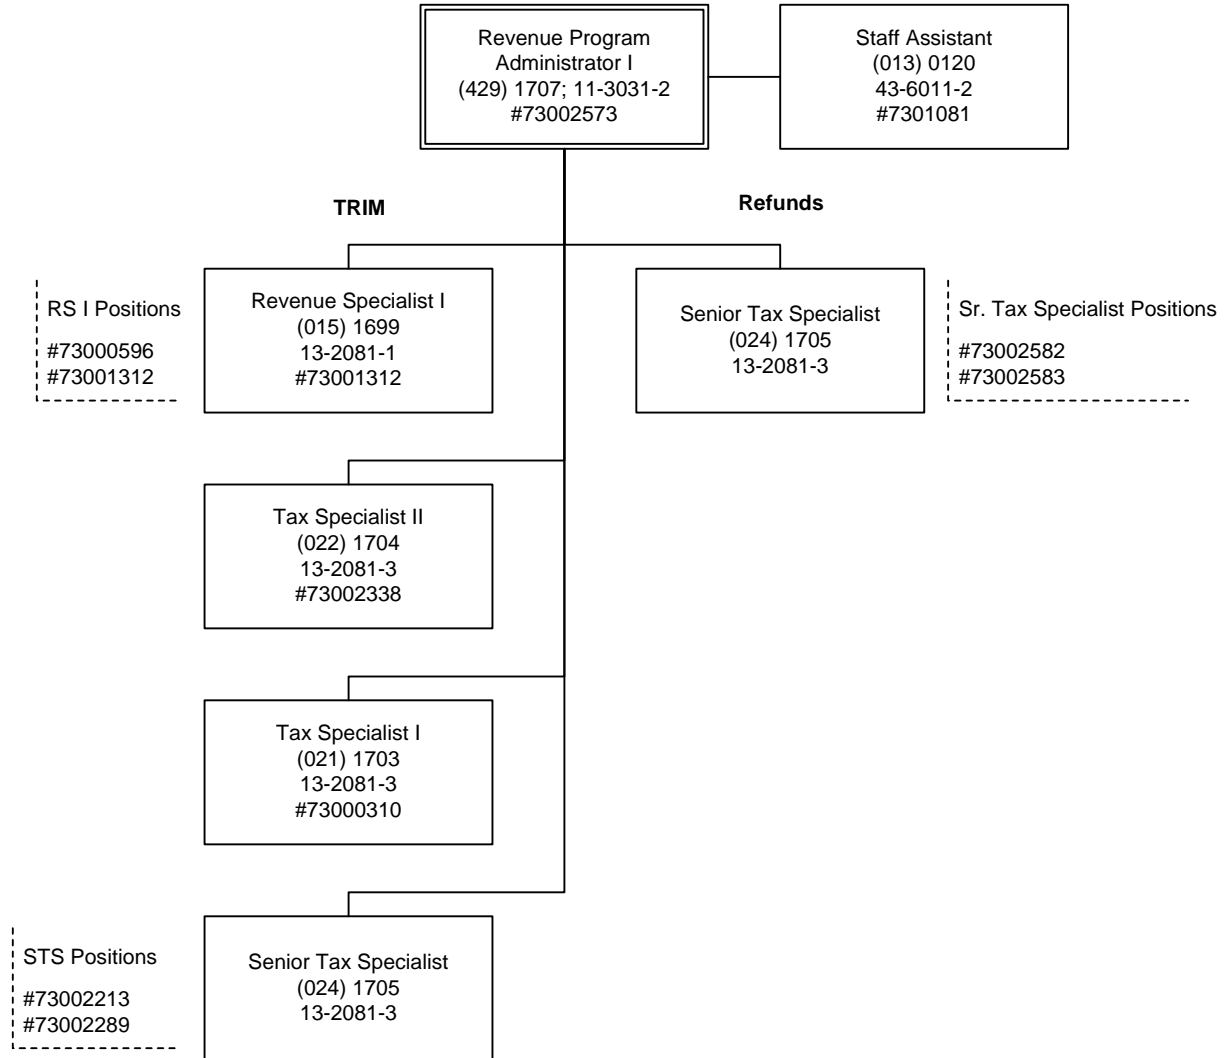 Revenue Program
Administrator I
(429) 1707; 11-3031-2
#73002573
Staff Assistant
(013) 0120
43-6011-2
#7301081
TRIM
Refunds
RS I Positions
#73000596
#73001312
Revenue Specialist I
(015) 1699
13-2081-1
#73001312
Senior Tax Specialist
(024) 1705
13-2081-3
Sr. Tax Specialist Positions
#73002582
#73002583
Tax Specialist II
(022) 1704
13-2081-3
#73002338
Tax Specialist I
(021) 1703
13-2081-3
#73000310
STS Positions
#73002213
#73002289
Senior Tax Specialist
(024) 1705
13-2081-3